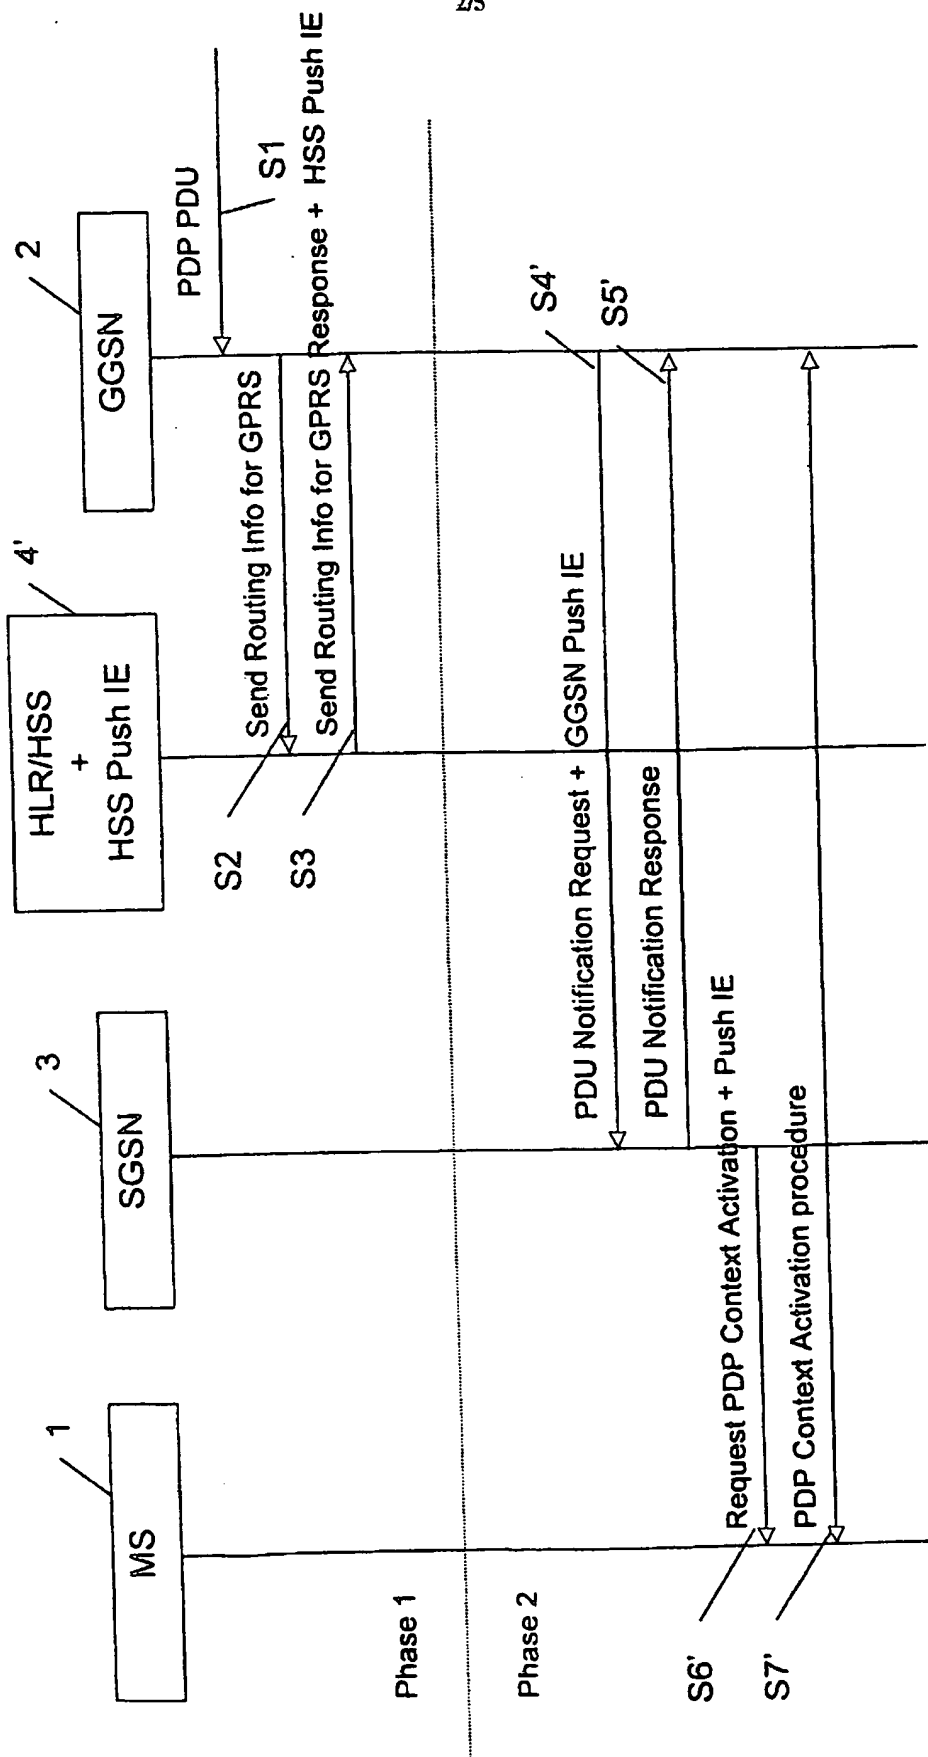 2/5
1
MS
3
SGSN
4'
HLR/HSS
+
HSS Push IE
2
GGSN
PDP PDU
S1
Send Routing Info for GPRS
S2
Send Routing Info for GPRS Response + HSS Push IE
S3
Phase 1
Phase 2
PDU Notification Request + GGSN Push IE
S4'
PDU Notification Response
S5'
Request PDP Context Activation + Push IE
S6'
PDP Context Activation procedure
S7'